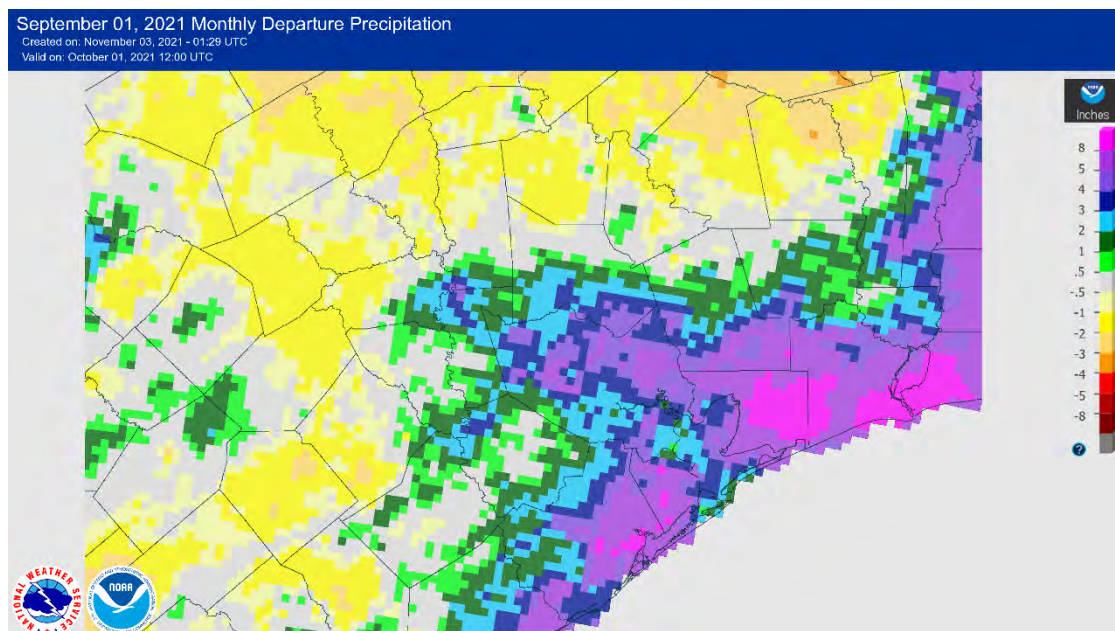 September 01, 2021 Monthly Departure Precipitation
Created on: November 03, 2021 - 01:29 UTC
Valid on: October 01, 2021 12:00 UTC
Inches
8
5
4
3
2
1
.5
-.5
-1
-2
-3
-4
-5
-8
?
NATIONAL WEATHER SERVICE
NOAA